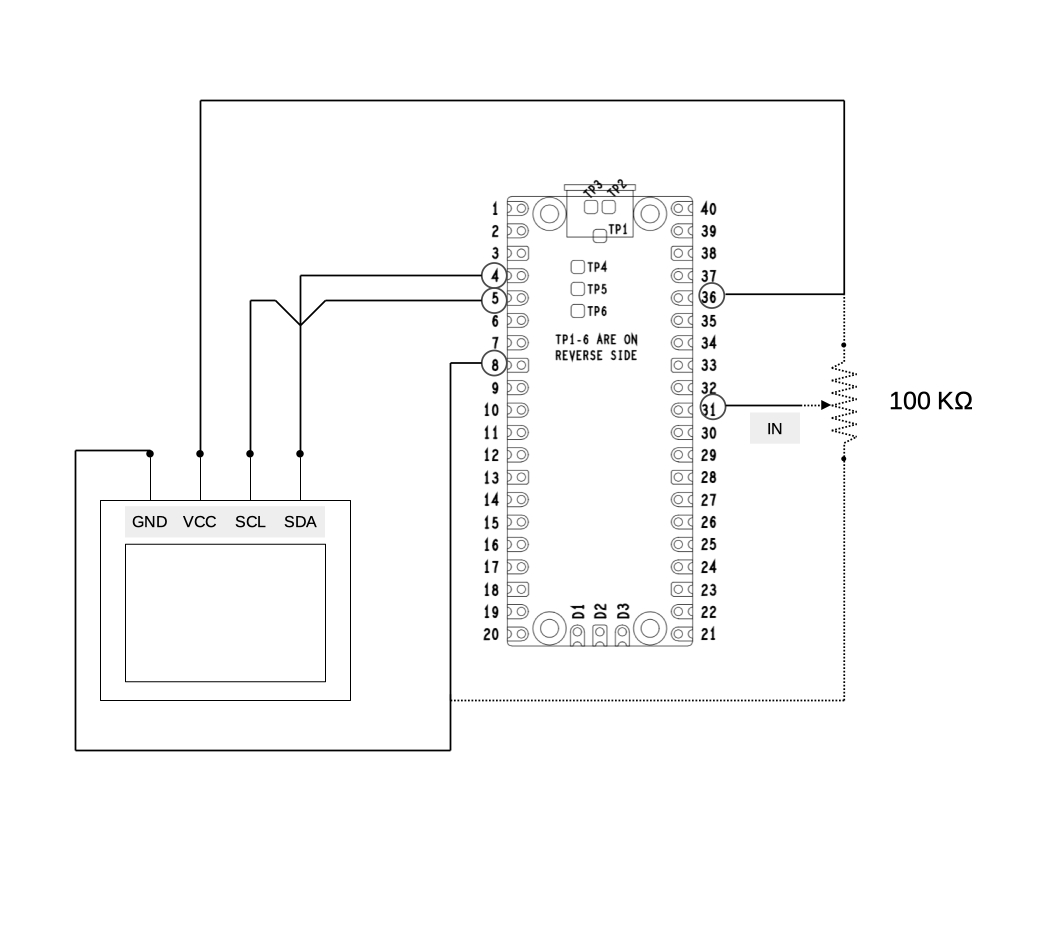 TP3 TP2
TP1
TP4
TP5
TP6
TP1-6 ARE ON
REVERSE SIDE
1 40
2 39
3 38
4 37
5 36
6 35
7 34
8 33
9 32
10 31
11 30
12 29
13 28
14 27
15 26
16 25
17 24
18 23
19 22
20 21
D1 D2 D3
100 KΩ
IN
GND VCC SCL SDA